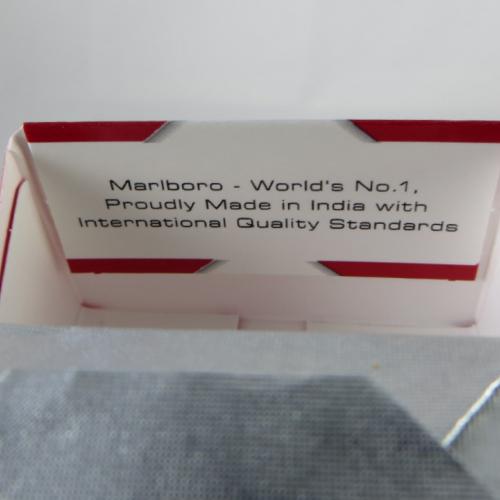 Marlboro - World's No.1,
Proudly Made in India with
International Quality Standards